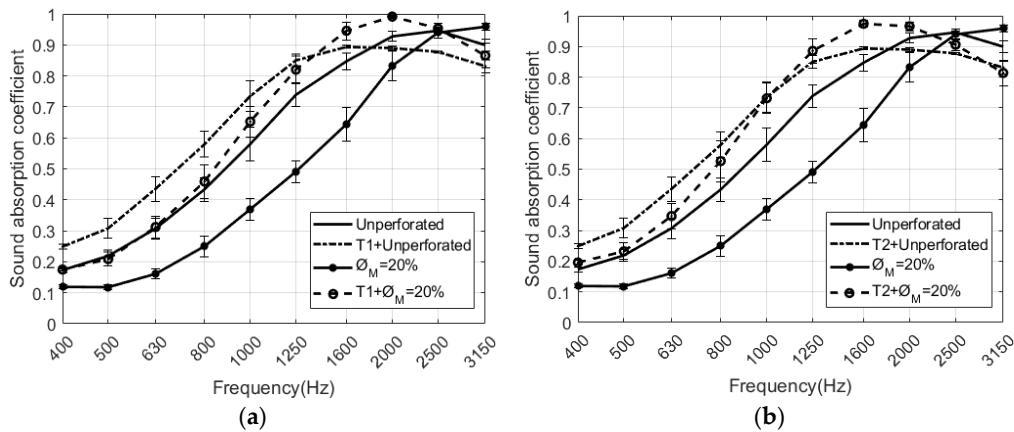 1
0.9
0.8
0.7
0.6
0.5
0.4
0.3
0.2
0.1
0
Sound absorption coefficient
Unperforated
T1+Unperforated
Ø_M=20%
T1+Ø_M=20%
400 500 630 800 1000 1250 1600 2000 2500 3150
Frequency(Hz)
(a)
1
0.9
0.8
0.7
0.6
0.5
0.4
0.3
0.2
0.1
0
Sound absorption coefficient
Unperforated
T2+Unperforated
Ø_M=20%
T2+Ø_M=20%
400 500 630 800 1000 1250 1600 2000 2500 3150
Frequency(Hz)
(b)